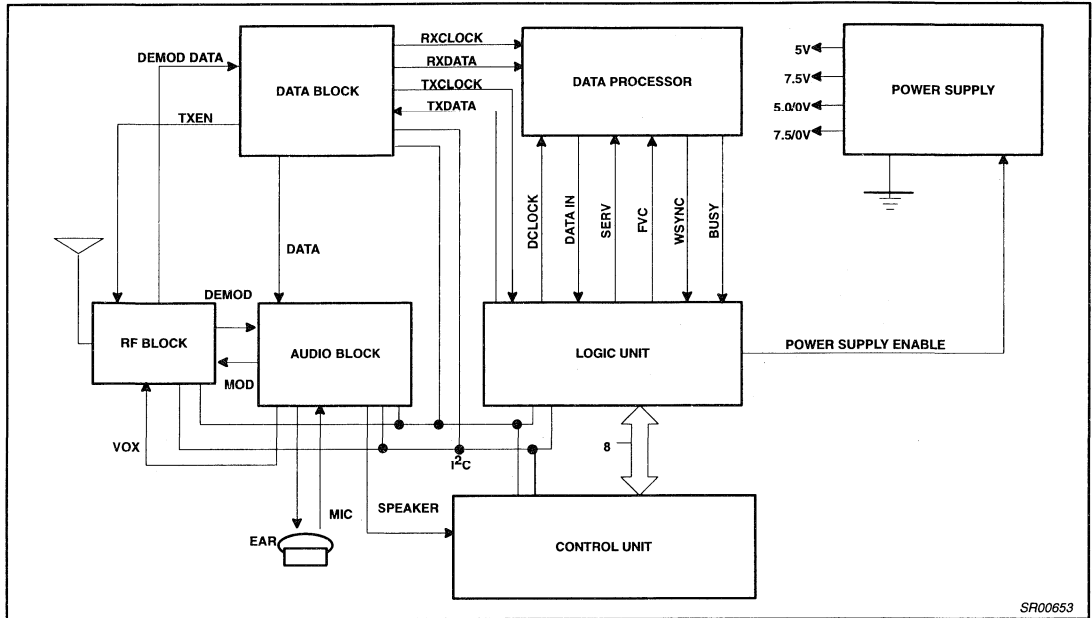 RXCLOCK
DEMOD DATA
RXDATA
5V
DATA BLOCK
TXCLOCK
DATA PROCESSOR
7.5V
POWER SUPPLY
TXDATA
5.0/0V
TXEN
7.5/0V
DCLOCK
DATA IN
SERV
FVC
WSYNC
BUSY
DATA
DEMOD
RF BLOCK
AUDIO BLOCK
LOGIC UNIT
POWER SUPPLY ENABLE
MOD
VOX
8
I²C
SPEAKER
MIC
EAR
CONTROL UNIT
SR00653